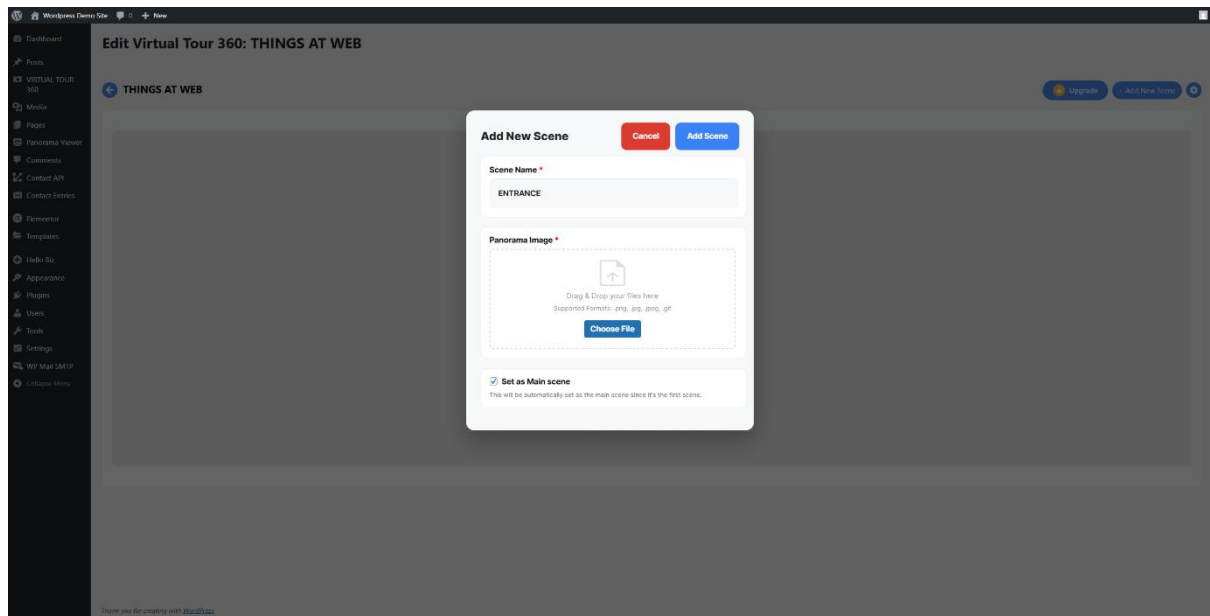 Wordpress Demo Site 0 + New
Dashboard
Posts
VIRTUAL TOUR
360
Media
Pages
Panorama Viewer
Comments
Contact API
Contact Entries
Elementor
Templates
Hello Biz
Appearance
Plugins
Users
Tools
Settings
WP Mail SMTP
Collapse Menu
Edit Virtual Tour 360: THINGS AT WEB
THINGS AT WEB
Upgrade
+ Add New Scene
Add New Scene
Cancel
Add Scene
Scene Name *
ENTRANCE
Panorama Image *
Drag & Drop your files here
Supported Formats: .png, .jpg, .jpeg, .gif
Choose File
Set as Main scene
This will be automatically set as the main scene since it's the first scene.
Thank you for creating with WordPress